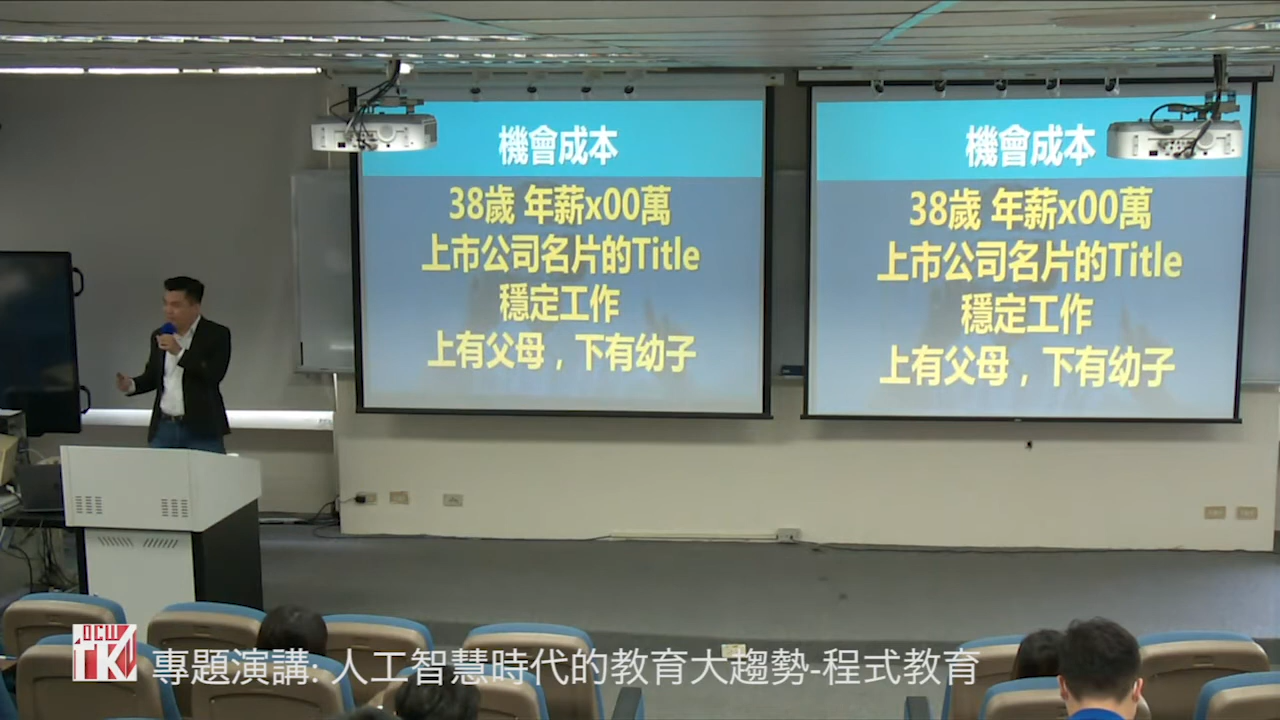 機會成本
38歲 年薪x00萬
上市公司名片的Title
穩定工作
上有父母，下有幼子
機會成本
38歲 年薪x00萬
上市公司名片的Title
穩定工作
上有父母，下有幼子
OCW
TKU
專題演講: 人工智慧時代的教育大趨勢-程式教育